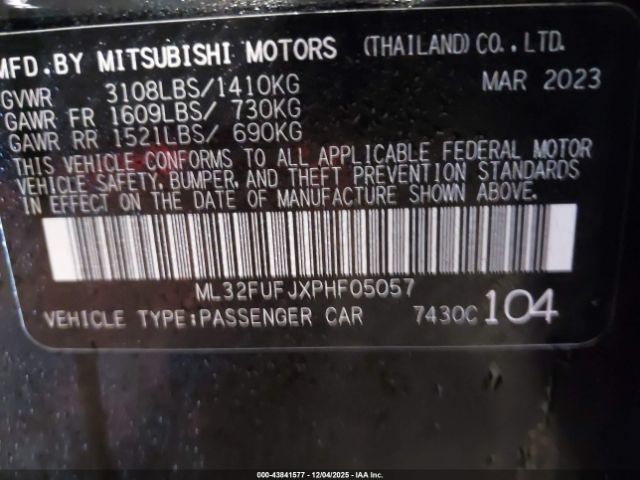 MFD.BY MITSUBISHI MOTORS (THAILAND)CO.,LTD.
GVWR 3108LBS/1410KG MAR 2023
GAWR FR 1609LBS/ 730KG
GAWR RR 1521LBS/ 690KG
THIS VEHICLE CONFORMS TO ALL APPLICABLE FEDERAL MOTOR
VEHICLE SAFETY, BUMPER, AND THEFT PREVENTION STANDARDS
IN EFFECT ON THE DATE OF MANUFACTURE SHOWN ABOVE.
ML32FUFJXPHF05057
VEHICLE TYPE:PASSENGER CAR 7430C 104
000-43841577 - 12/04/2025 - IAA Inc.